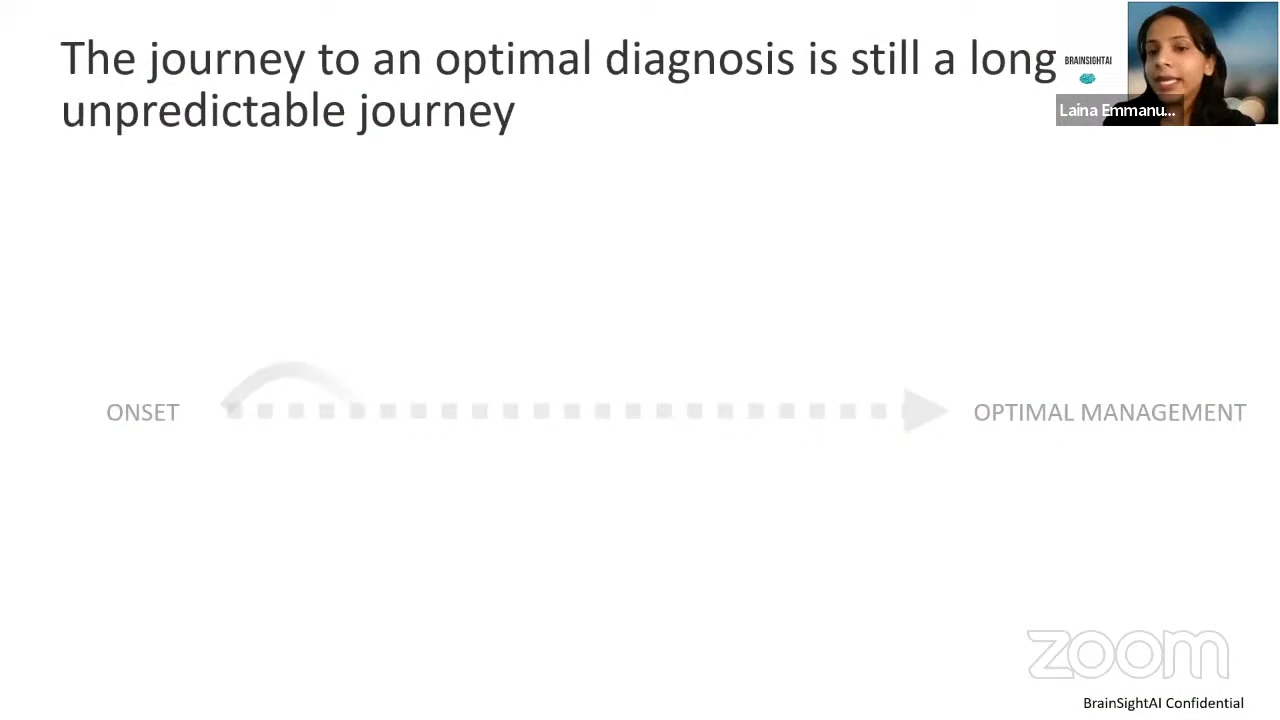 The journey to an optimal diagnosis is still a long
unpredictable journey
BRAINSIGHTAI
Laina Emmanu...
ONSET
OPTIMAL MANAGEMENT
zoom
BrainSightAI Confidential